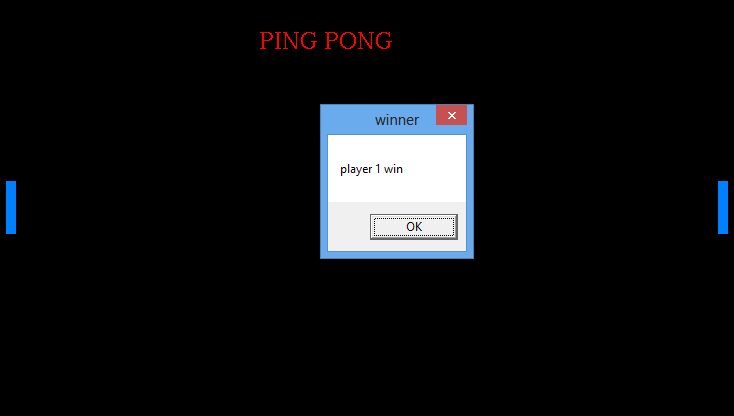 PING PONG
winner
player 1 win
OK